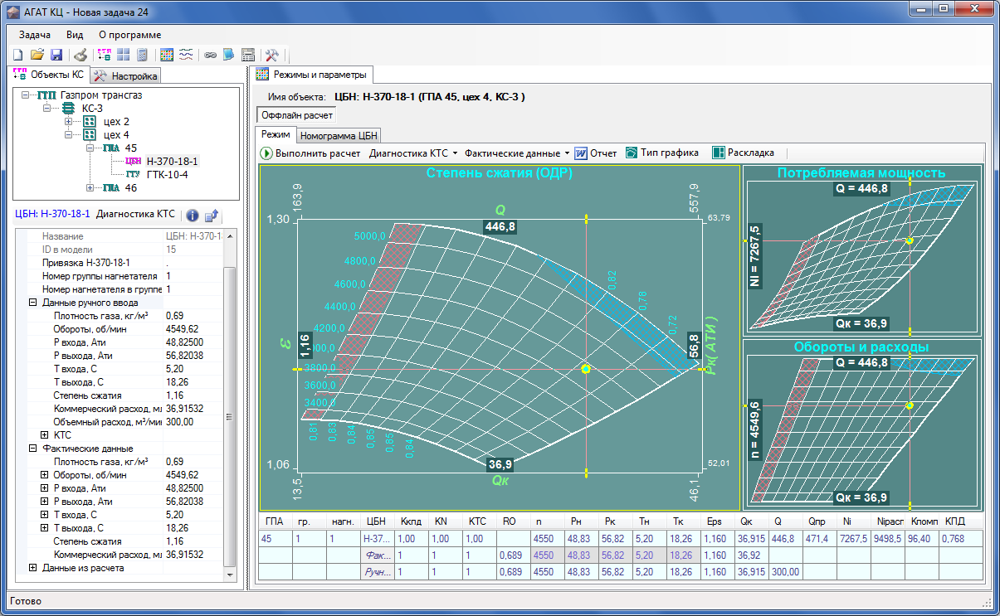 АГАТ КЦ - Новая задача 24
Задача Вид О программе
Объекты КС Настройка
Газпром трансгаз
КС-3
цех 2
цех 4
ГПА 45
ЦБН Н-370-18-1
ГТУ ГТК-10-4
ГПА 46
ЦБН: Н-370-18-1 Диагностика КТС
Название ЦБН: Н-370-1
ID в модели 15
Привязка Н-370-18-1 .
Номер группы нагнетателя 1
Номер нагнетателя в группе 1
Данные ручного ввода
Плотность газа, кг/м³ 0,69
Обороты, об/мин 4549,62
Р входа, Ати 48,82500
Р выхода, Ати 56,82038
Т входа, С 5,20
Т выхода, С 18,26
Степень сжатия 1,16
Коммерческий расход, мл 36,91532
Объемный расход, м³/мин 300,00
КТС
Фактические данные
Плотность газа, кг/м³ 0,69
Обороты, об/мин 4549,62
Р входа, Ати 48,82500
Р выхода, Ати 56,82038
Т входа, С 5,20
Т выхода, С 18,26
Степень сжатия 1,16
Коммерческий расход, мл 36,91532
Данные из расчета
Режимы и параметры
Имя объекта: ЦБН: Н-370-18-1 (ГПА 45, цех 4, КС-3 )
Оффлайн расчет
Режим Номограмма ЦБН
Выполнить расчет Диагностика КТС Фактические данные Отчет Тип графика Раскладка
Степень сжатия (ОДР)
163,9
557,9
Q
446,8
1,30
63,79
5000,0
4800,0
4600,0
4400,0
4200,0
3800,0
3600,0
3400,0
0,82
0,78
0,72
ε
1,16
56,8
Рк( АТИ )
0,81
0,83
0,84
0,85
0,85
0,84
1,06
52,01
36,9
Qк
13,5
46,1
Потребляемая мощность
Q = 446,8
Ni = 7267,5
Qк = 36,9
Обороты и расходы
Q = 446,8
n = 4549,6
Qк = 36,9
ГПА гр. нагн. ЦБН Ккпд KN КТС RO n Рн Рк Тн Тк Eps Qк Q Qпр Ni Niрасп Кпомп КПД
45 1 1 Н-37... 1,00 1,00 1,00 4550 48,83 56,82 5,20 18,26 1,160 36,915 446,8 471,4 7267,5 9498,5 96,40 0,768
Фак... 1 1 1 0,689 4550 48,83 56,82 5,20 18,26 1,160 36,92
Ручн... 1 1 1 0,689 4550 48,83 56,82 5,20 18,26 1,160 36,915 300,00
Готово